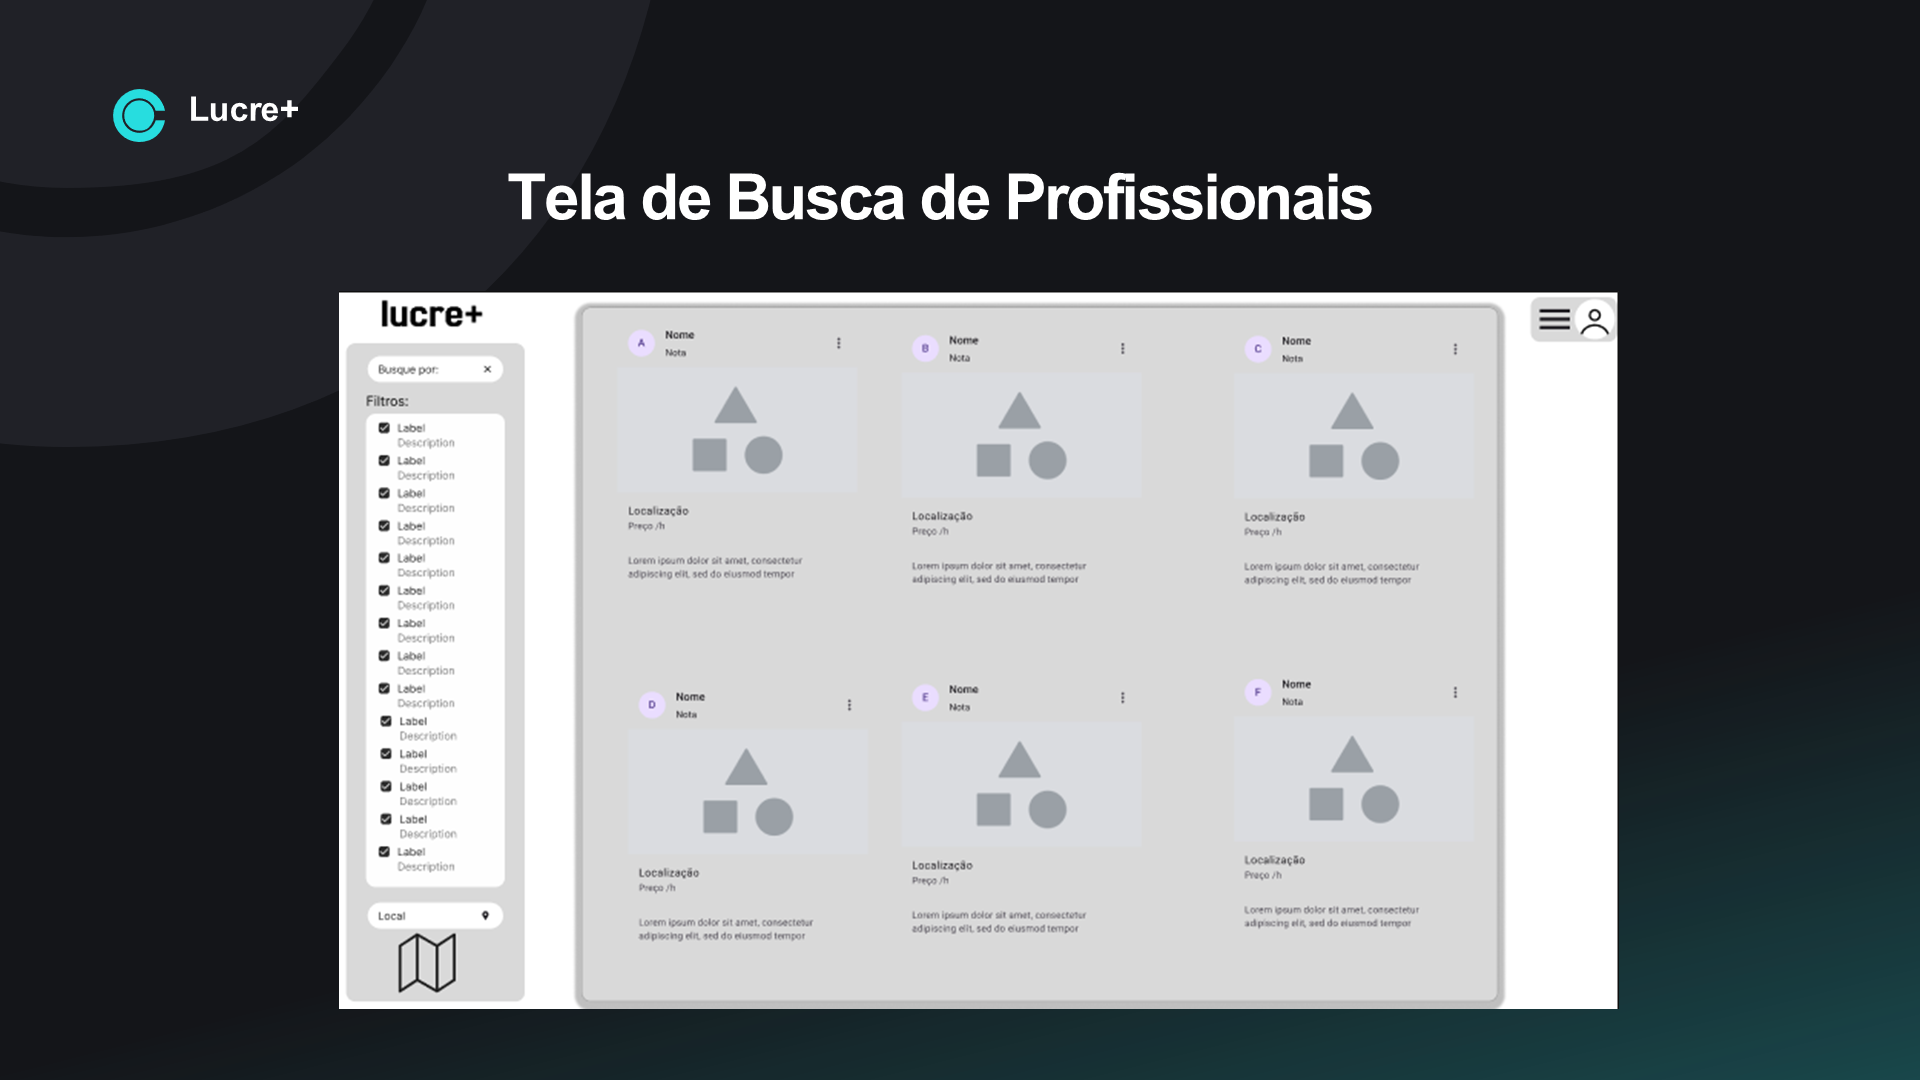 Lucre+
Tela de Busca de Profissionais
lucre+
Busque por:
Filtros:
Label
Description
Label
Description
Label
Description
Label
Description
Label
Description
Label
Description
Label
Description
Label
Description
Label
Description
Label
Description
Label
Description
Label
Description
Label
Description
Label
Description
Local
A
Nome
Nota
Localização
Preço /h
Lorem ipsum dolor sit amet, consectetur
adipiscing elit, sed do eiusmod tempor
B
Nome
Nota
Localização
Preço /h
Lorem ipsum dolor sit amet, consectetur
adipiscing elit, sed do eiusmod tempor
C
Nome
Nota
Localização
Preço /h
Lorem ipsum dolor sit amet, consectetur
adipiscing elit, sed do eiusmod tempor
D
Nome
Nota
Localização
Preço /h
Lorem ipsum dolor sit amet, consectetur
adipiscing elit, sed do eiusmod tempor
E
Nome
Nota
Localização
Preço /h
Lorem ipsum dolor sit amet, consectetur
adipiscing elit, sed do eiusmod tempor
F
Nome
Nota
Localização
Preço /h
Lorem ipsum dolor sit amet, consectetur
adipiscing elit, sed do eiusmod tempor